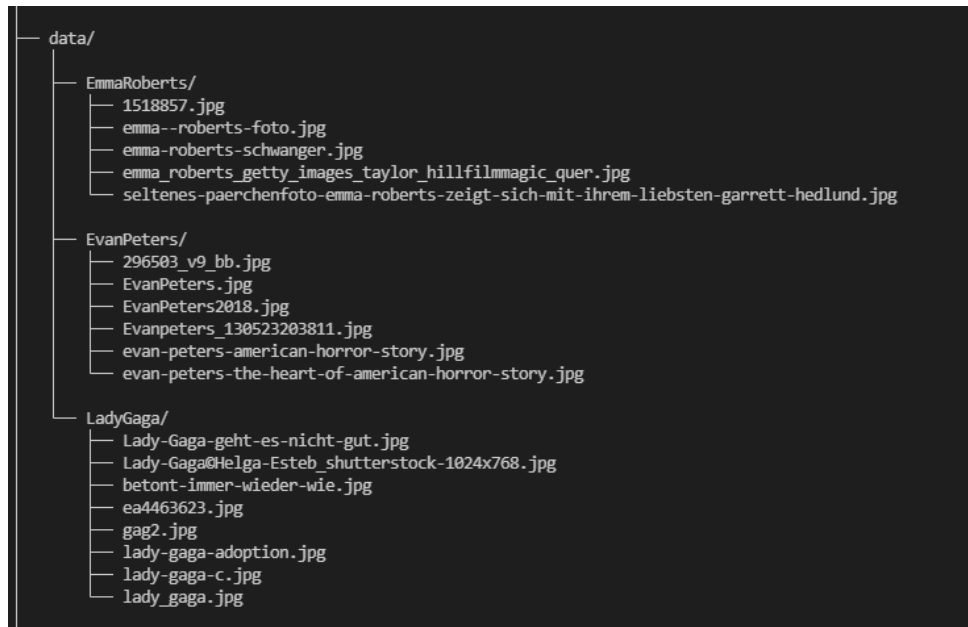 data/
EmmaRoberts/
1518857.jpg
emma--roberts-foto.jpg
emma-roberts-schwanger.jpg
emma_roberts_getty_images_taylor_hillfilmmagic_quer.jpg
seltenes-paerchenfoto-emma-roberts-zeigt-sich-mit-ihrem-liebsten-garrett-hedlund.jpg
EvanPeters/
296503_v9_bb.jpg
EvanPeters.jpg
EvanPeters2018.jpg
Evanpeters_130523203811.jpg
evan-peters-american-horror-story.jpg
evan-peters-the-heart-of-american-horror-story.jpg
LadyGaga/
Lady-Gaga-geht-es-nicht-gut.jpg
Lady-Gaga©Helga-Esteb_shutterstock-1024x768.jpg
betont-immer-wieder-wie.jpg
ea4463623.jpg
gag2.jpg
lady-gaga-adoption.jpg
lady-gaga-c.jpg
lady_gaga.jpg